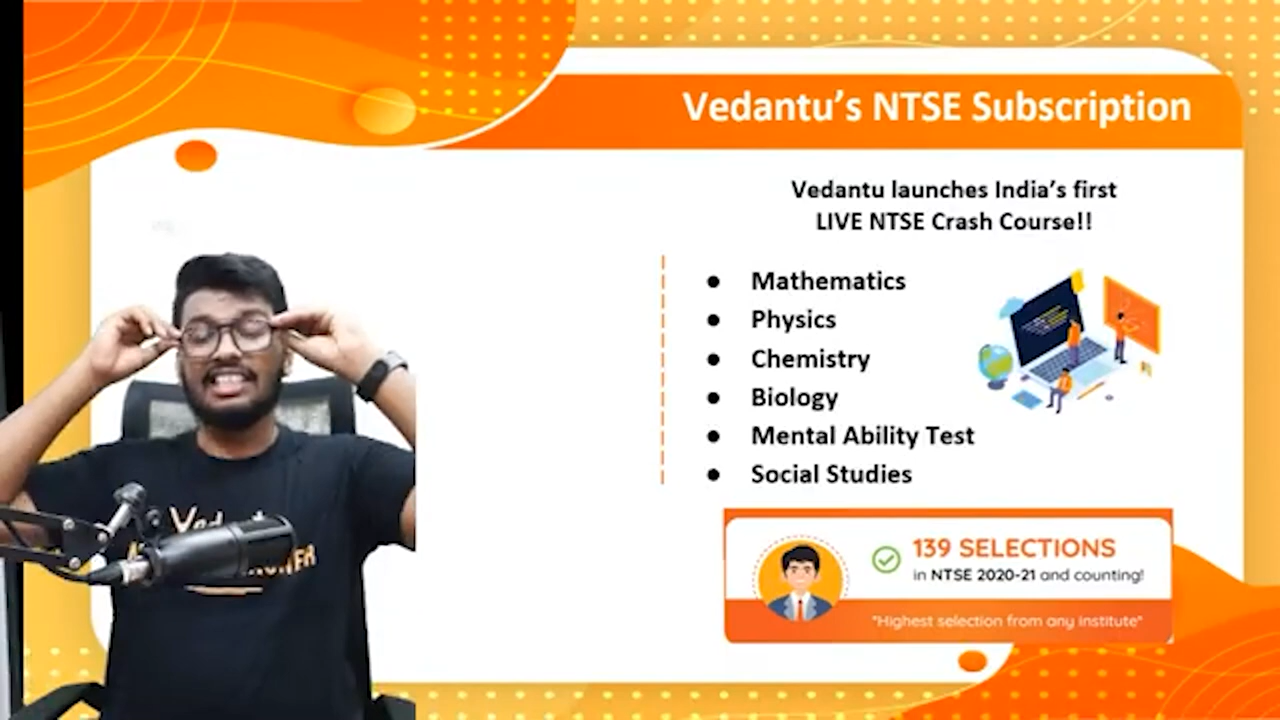 Vedantu’s NTSE Subscription
Vedantu launches India’s first
LIVE NTSE Crash Course!!
● Mathematics
● Physics
● Chemistry
● Biology
● Mental Ability Test
● Social Studies
139 SELECTIONS
in NTSE 2020-21 and counting!
"Highest selection from any institute"